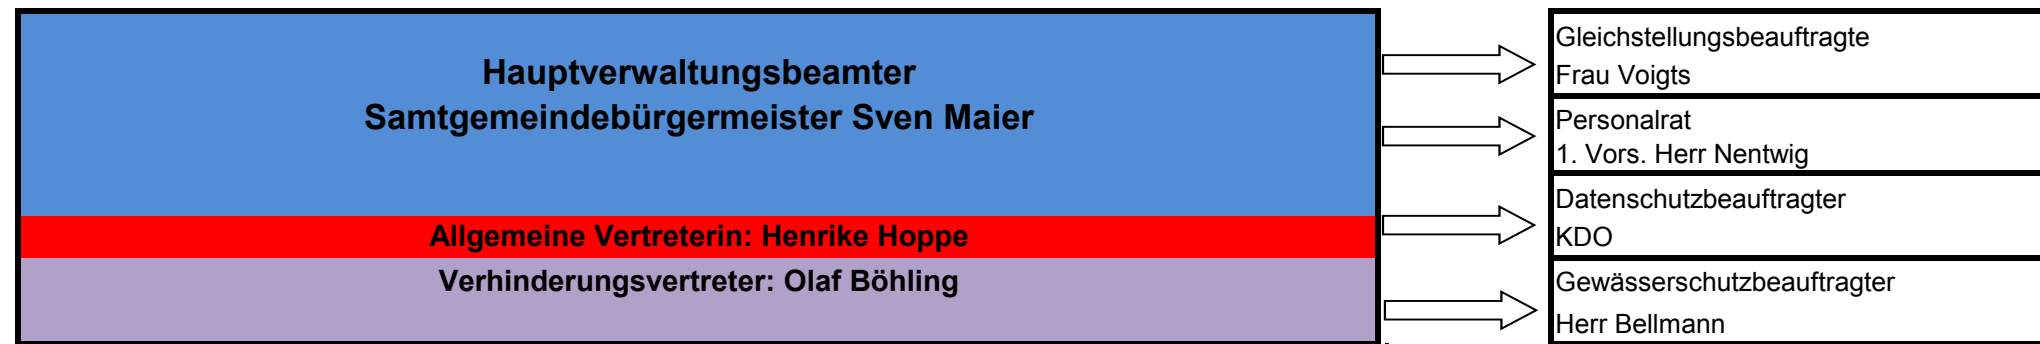 Hauptverwaltungsbeamter
Samtgemeindebürgermeister Sven Maier
Allgemeine Vertreterin: Henrike Hoppe
Verhinderungsvertreter: Olaf Böhling
Gleichstellungsbeauftragte
Frau Voigts
Personalrat
1. Vors. Herr Nentwig
Datenschutzbeauftragter
KDO
Gewässerschutzbeauftragter
Herr Bellmann